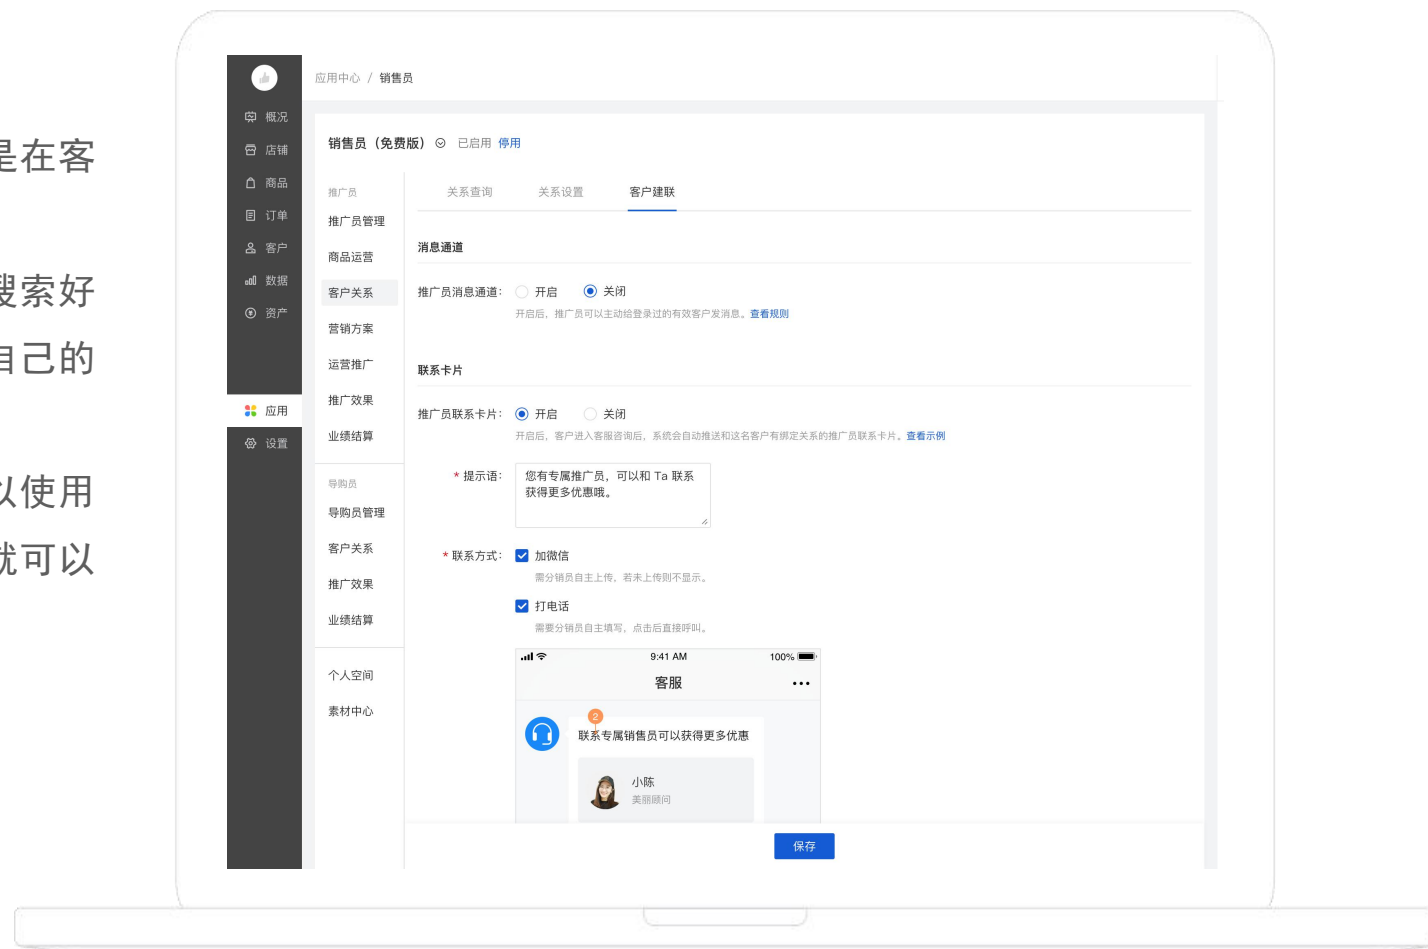 是在客
搜索好
自己的
以使用
就可以
应用中心 / 销售员
概况
店铺
商品
订单
客户
数据
资产
应用
设置
销售员（免费版） 已启用 停用
推广员
推广员管理
商品运营
客户关系
营销方案
运营推广
推广效果
业绩结算
导购员
导购员管理
客户关系
推广效果
业绩结算
个人空间
素材中心
关系查询 关系设置 客户建联
消息通道
推广员消息通道： 开启 关闭
开启后，推广员可以主动给登录过的有效客户发消息。查看规则
联系卡片
推广员联系卡片： 开启 关闭
开启后，客户进入客服咨询后，系统会自动推送和这名客户有绑定关系的推广员联系卡片。查看示例
* 提示语： 您有专属推广员，可以和 Ta 联系
获得更多优惠哦。
* 联系方式： 加微信
需分销员自主上传，若未上传则不显示。
打电话
需要分销员自主填写，点击后直接呼叫。
9:41 AM 100%
客服
2
联系专属销售员可以获得更多优惠
小陈
美丽顾问
保存